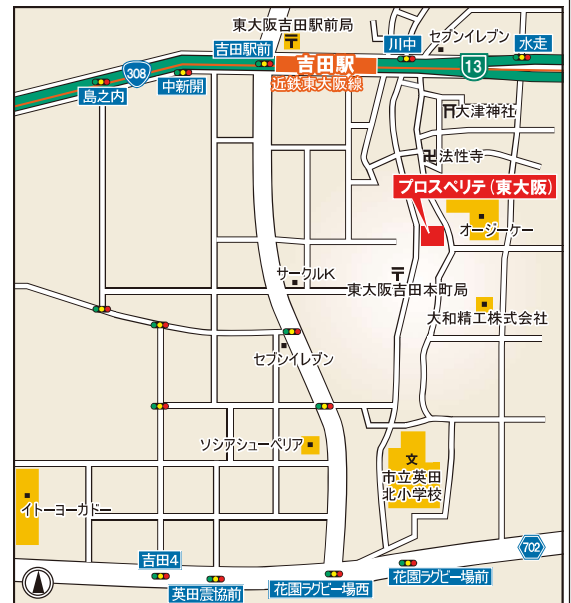 東大阪吉田駅前局
セブンイレブン
吉田駅前
川中
水走
吉田駅
近鉄東大阪線
308
13
島之内
中新開
大津神社
法性寺
プロスペリテ(東大阪)
オージーケー
サークルK
東大阪吉田本町局
大和精工株式会社
セブンイレブン
ソシアシューペリア
文
市立英田
北小学校
イトーヨーカドー
702
吉田4
英田震協前
花園ラグビー場西
花園ラグビー場前